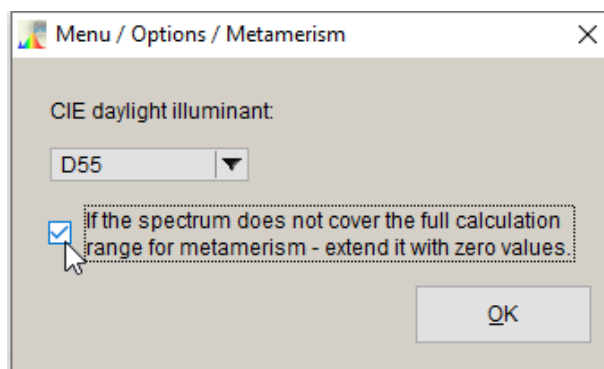 Menu / Options / Metamerism
CIE daylight illuminant:
D55
If the spectrum does not cover the full calculation
range for metamerism - extend it with zero values.
OK